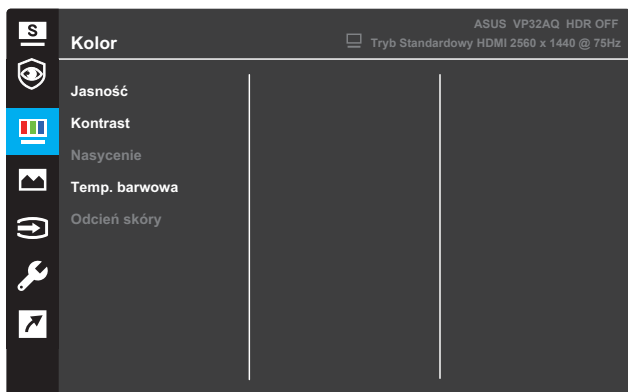 S
ASUS VP32AQ HDR OFF
Kolor
Tryb Standardowy HDMI 2560 x 1440 @ 75Hz
Jasność
Kontrast
Nasycenie
Temp. barwowa
Odcień skóry